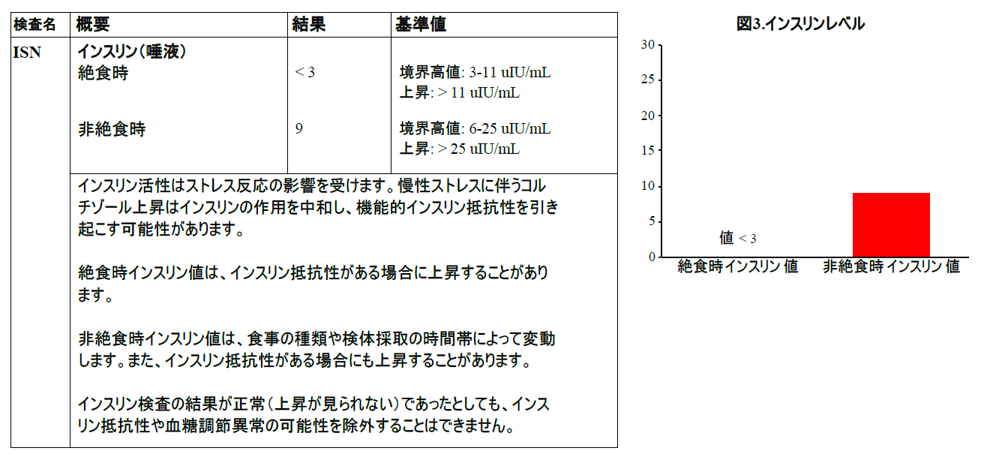 検査名 概要 結果 基準値
ISN インスリン（唾液）
絶食時 < 3 境界高値: 3-11 uIU/mL
上昇: > 11 uIU/mL
非絶食時 9 境界高値: 6-25 uIU/mL
上昇: > 25 uIU/mL
インスリン活性はストレス反応の影響を受けます。慢性ストレスに伴うコル
チゾール上昇はインスリンの作用を中和し、機能的インスリン抵抗性を引き
起こす可能性があります。
絶食時インスリン値は、インスリン抵抗性がある場合に上昇することがあり
ます。
非絶食時インスリン値は、食事の種類や検体採取の時間帯によって変動
します。また、インスリン抵抗性がある場合にも上昇することがあります。
インスリン検査の結果が正常（上昇が見られない）であったとしても、インス
リン抵抗性や血糖調節異常の可能性を除外することはできません。
図3.インスリンレベル
30
25
20
15
10
5
0
値 < 3
絶食時インスリン 値 非絶食時 インスリン 値